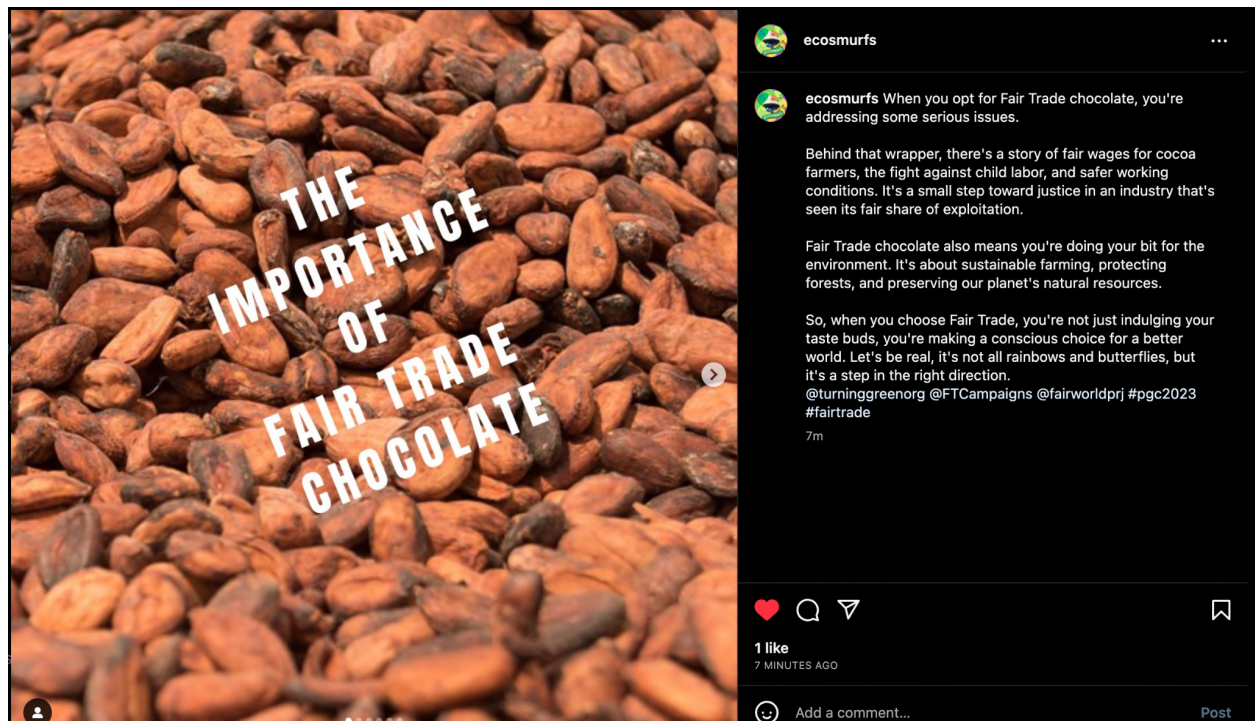 THE
IMPORTANCE
OF
FAIR TRADE
CHOCOLATE
ecosmurfs
ecosmurfs When you opt for Fair Trade chocolate, you're
addressing some serious issues.
Behind that wrapper, there's a story of fair wages for cocoa
farmers, the fight against child labor, and safer working
conditions. It's a small step toward justice in an industry that's
seen its fair share of exploitation.
Fair Trade chocolate also means you're doing your bit for the
environment. It's about sustainable farming, protecting
forests, and preserving our planet's natural resources.
So, when you choose Fair Trade, you're not just indulging your
taste buds, you're making a conscious choice for a better
world. Let's be real, it's not all rainbows and butterflies, but
it's a step in the right direction.
@turninggreenorg @FTCampaigns @fairworldprj #pgc2023
#fairtrade
7m
1 like
7 MINUTES AGO
Add a comment...
Post